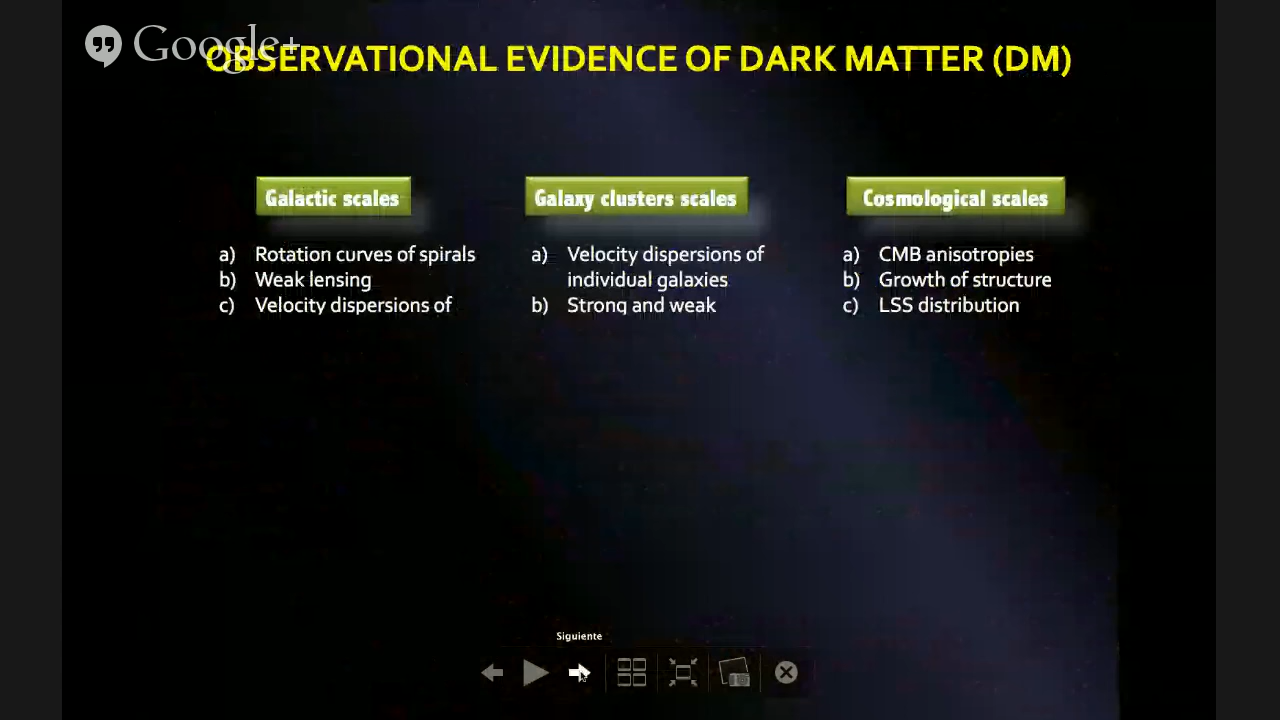 Google+
OBSERVATIONAL EVIDENCE OF DARK MATTER (DM)
Galactic scales
a) Rotation curves of spirals
b) Weak lensing
c) Velocity dispersions of
Galaxy clusters scales
a) Velocity dispersions of
individual galaxies
b) Strong and weak
Cosmological scales
a) CMB anisotropies
b) Growth of structure
c) LSS distribution
Siguiente